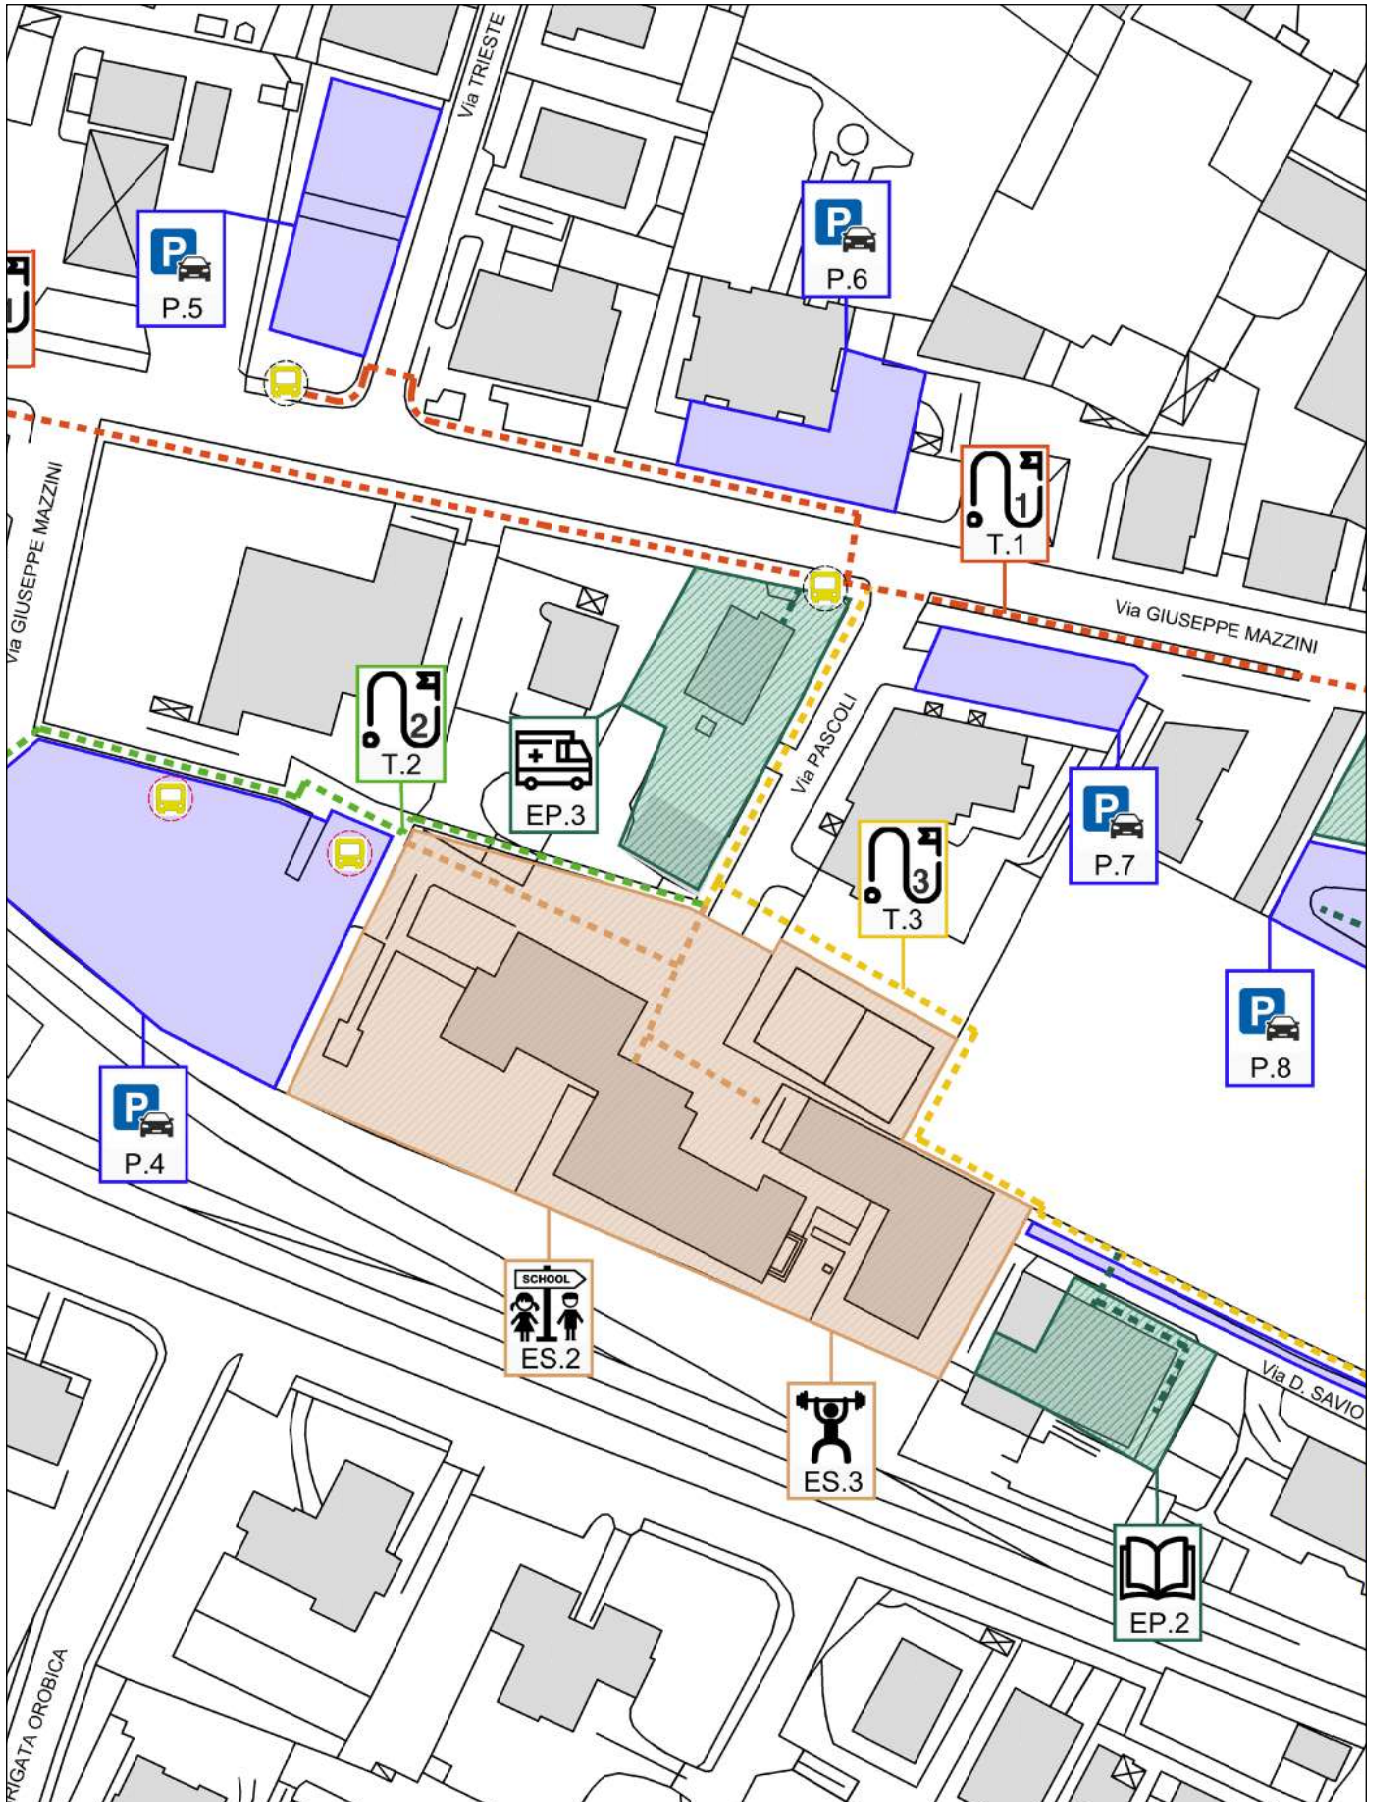 Via TRIESTE
P
P.6
P
P.5
1
T.1
Via GIUSEPPE MAZZINI
Via GIUSEPPE MAZZINI
2
T.2
EP.3
Via PASCOLI
P
P.7
3
T.3
P
P.8
P
P.4
SCHOOL
ES.2
Via D. SAVIO
ES.3
EP.2
RIGATA OROBICA